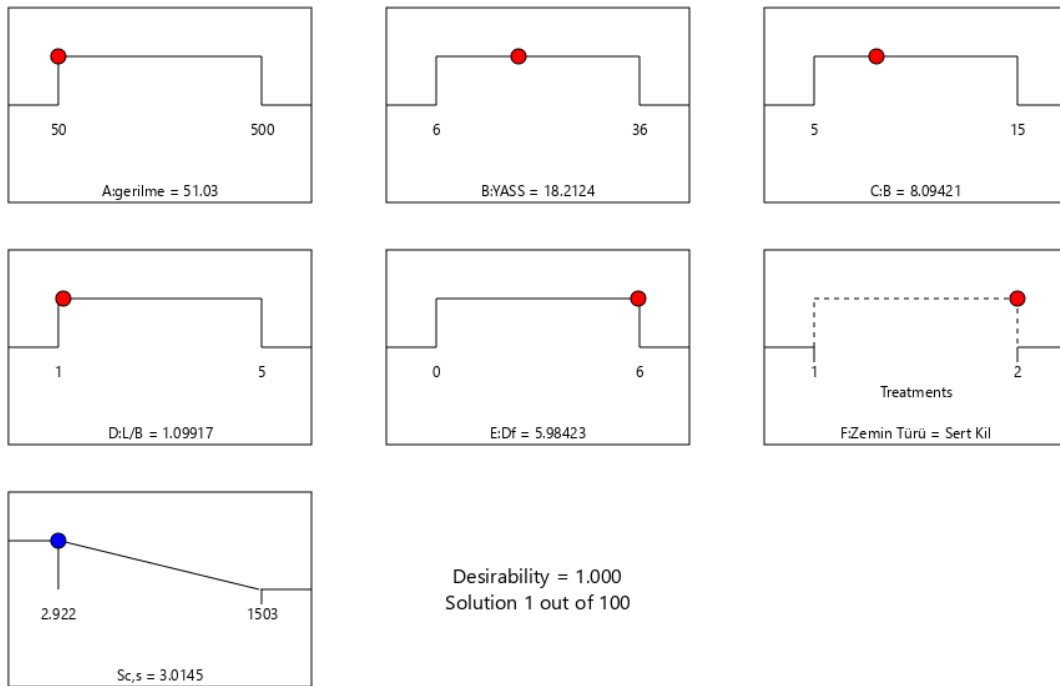 50
500
A:gerilme = 51.03
6
36
B:YASS = 18.2124
5
15
C:B = 8.09421
1
5
D:L/B = 1.09917
0
6
E:Df = 5.98423
1
2
Treatments
F:Zemin Türü = Sert Kil
2.922
1503
Sc,s = 3.0145
Desirability = 1.000
Solution 1 out of 100